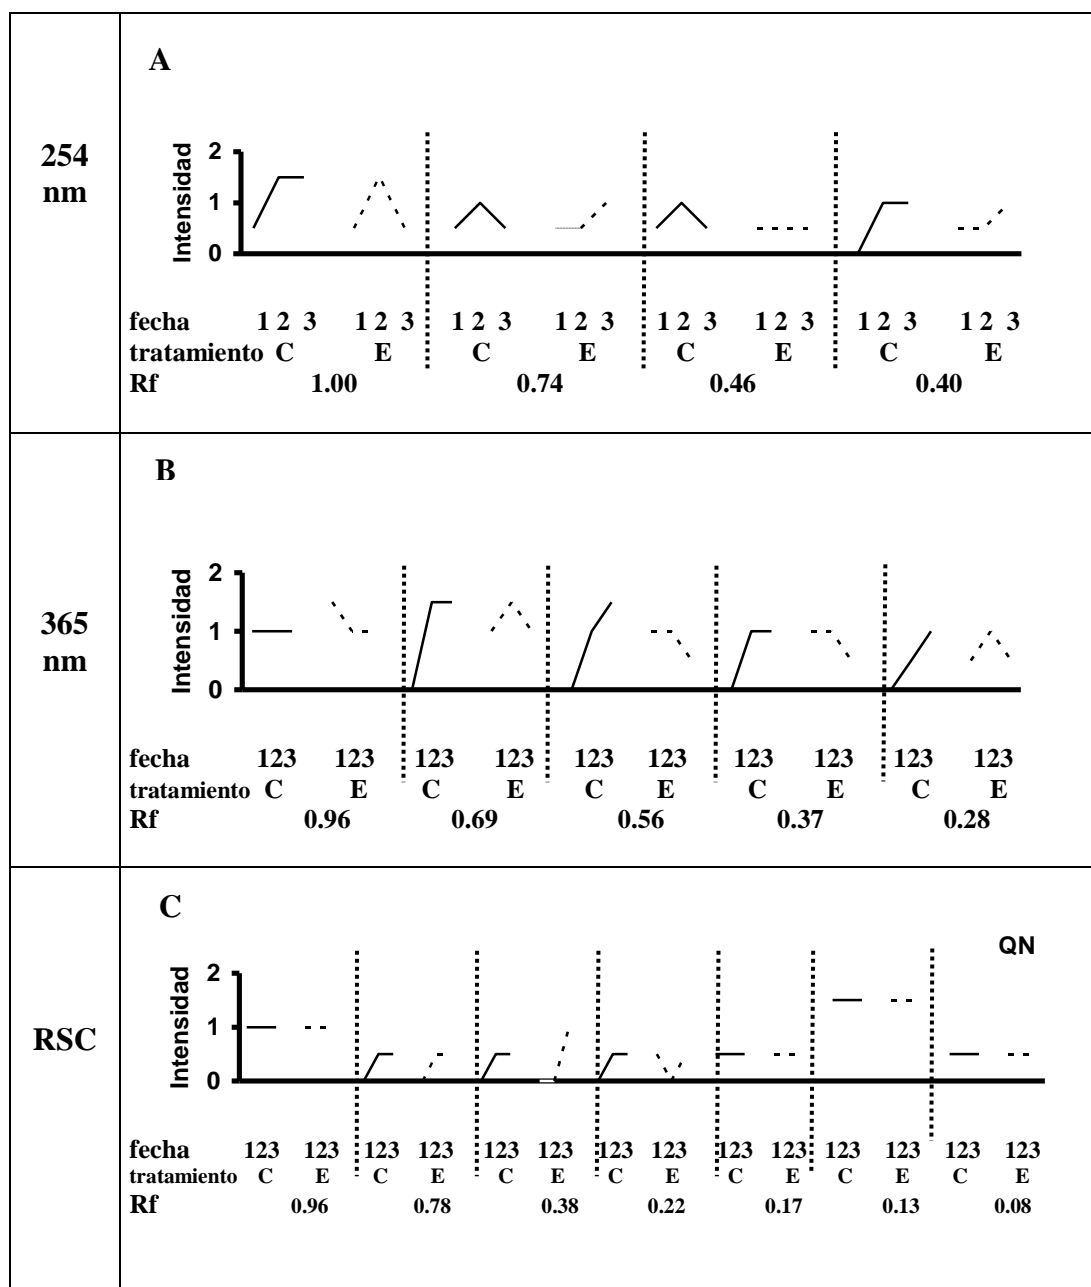 254
nm
A
Intensidad
2
1
0
fecha 1 2 3 1 2 3 1 2 3 1 2 3 1 2 3 1 2 3 1 2 3 1 2 3
tratamiento C E C E C E C E
Rf 1.00 0.74 0.46 0.40
365
nm
B
Intensidad
2
1
0
fecha 123 123 123 123 123 123 123 123 123 123
tratamiento C E C E C E C E C E
Rf 0.96 0.69 0.56 0.37 0.28
RSC
C
QN
Intensidad
2
1
0
fecha 123 123 123 123 123 123 123 123 123 123 123 123 123 123
tratamiento C E C E C E C E C E C E C E
Rf 0.96 0.78 0.38 0.22 0.17 0.13 0.08